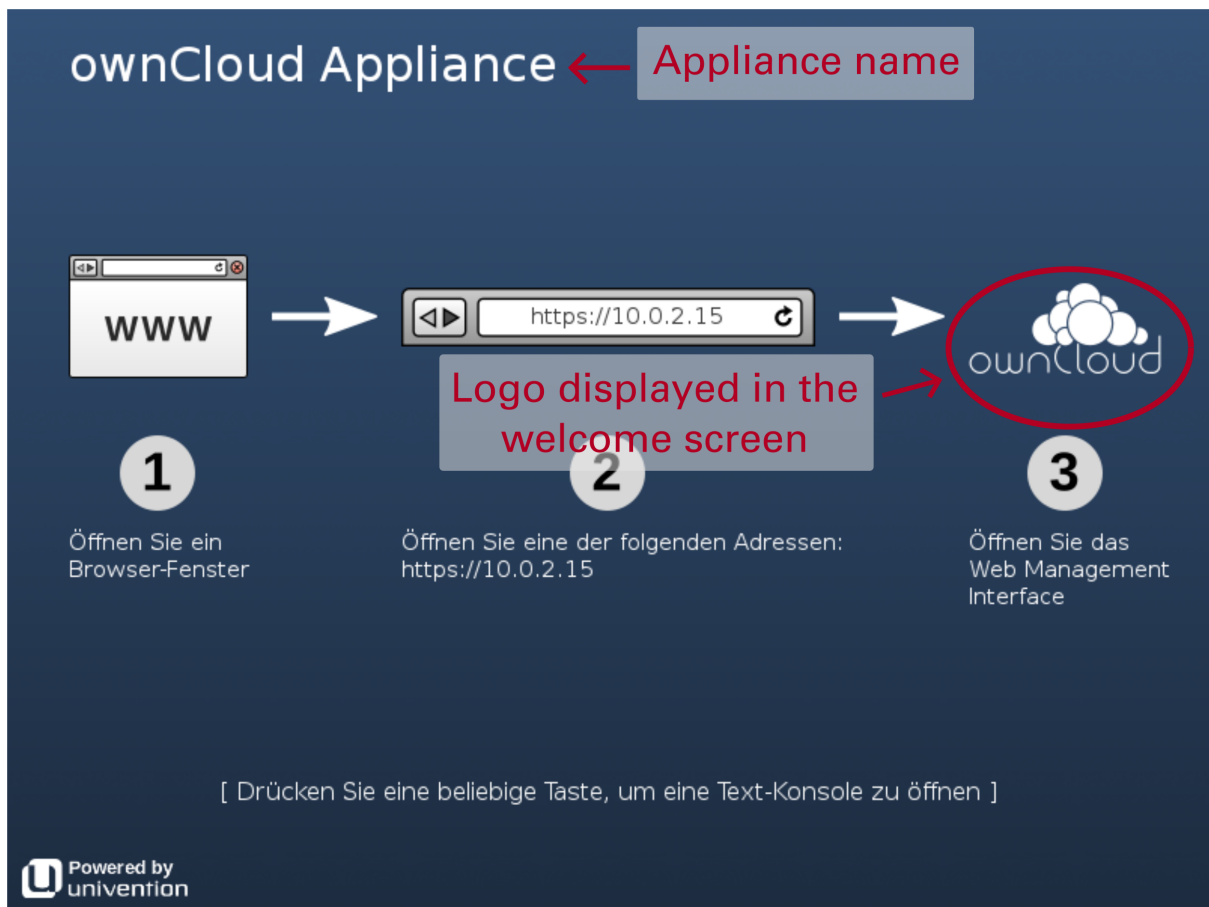 ownCloud Appliance
Appliance name
www
https://10.0.2.15
ownCloud
Logo displayed in the
welcome screen
1
2
3
Öffnen Sie ein
Browser-Fenster
Öffnen Sie eine der folgenden Adressen:
https://10.0.2.15
Öffnen Sie das
Web Management
Interface
[ Drücken Sie eine beliebige Taste, um eine Text-Konsole zu öffnen ]
Powered by
univention